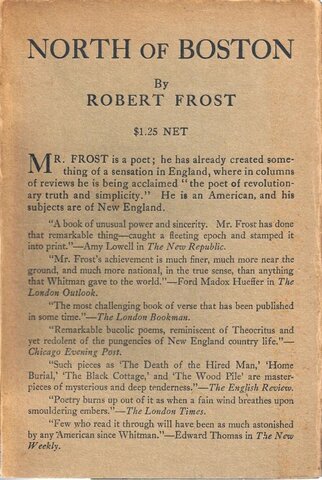 NORTH OF BOSTON
By
ROBERT FROST
$1.25 NET
MR. FROST is a poet; he has already created some-
thing of a sensation in England, where in columns
of reviews he is being acclaimed "the poet of revolution-
ary truth and simplicity." He is an American, and his
subjects are of New England.
"A book of unusual power and sincerity. Mr. Frost has done
that remarkable thing—caught a fleeting epoch and stamped it
into print."—Amy Lowell in The New Republic.
"Mr. Frost's achievement is much finer, much more near the
ground, and much more national, in the true sense, than anything
that Whitman gave to the world."—Ford Madox Hueffer in The
London Outlook.
"The most challenging book of verse that has been published
in some time."—The London Bookman.
"Remarkable bucolic poems, reminiscent of Theocritus and
yet redolent of the pungencies of New England country life."—
Chicago Evening Post.
"Such pieces as 'The Death of the Hired Man,' 'Home
Burial,' 'The Black Cottage,' and 'The Wood Pile' are master-
pieces of mysterious and deep tenderness."—The English Review.
"Poetry burns up out of it as when a fain wind breathes upon
smouldering embers."—The London Times.
"Few who read it through will have been as much astonished
by any American since Whitman."—Edward Thomas in The New
Weekly.